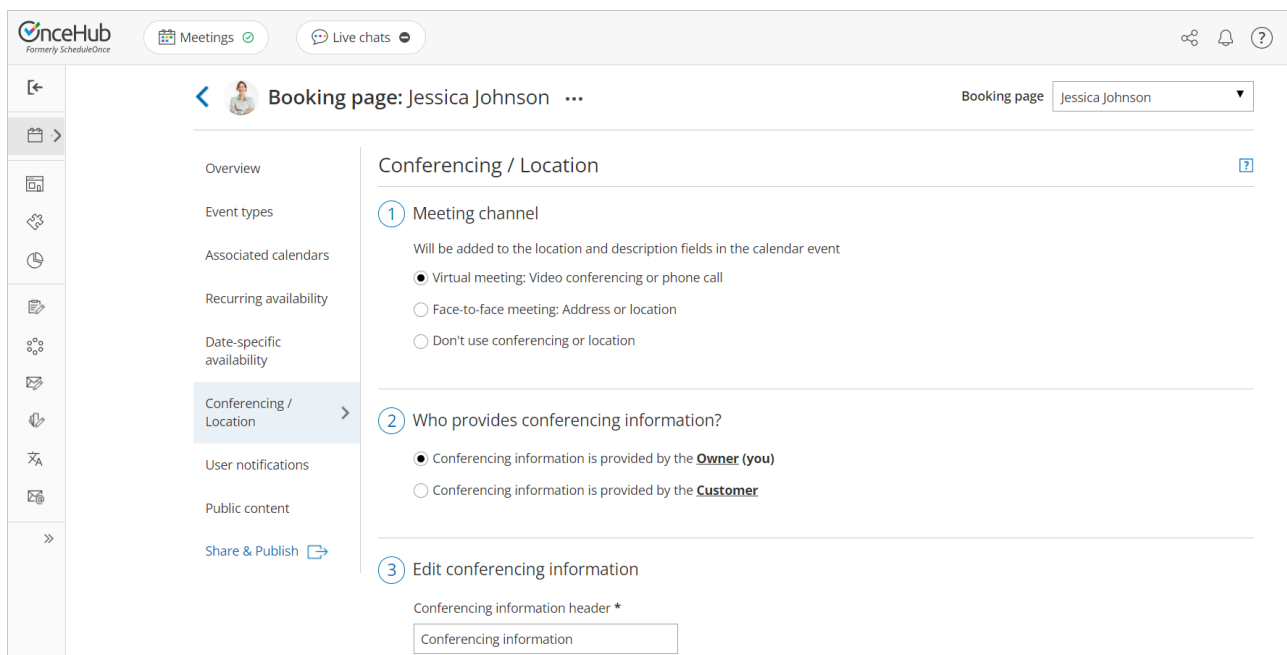 OnceHub
Formerly ScheduleOnce
Meetings
Live chats
?
Booking page: Jessica Johnson ...
Booking page
Jessica Johnson
Overview
Event types
Associated calendars
Recurring availability
Date-specific
availability
Conferencing /
Location
User notifications
Public content
Share & Publish
Conferencing / Location
?
1 Meeting channel
Will be added to the location and description fields in the calendar event
Virtual meeting: Video conferencing or phone call
Face-to-face meeting: Address or location
Don't use conferencing or location
2 Who provides conferencing information?
Conferencing information is provided by the Owner (you)
Conferencing information is provided by the Customer
3 Edit conferencing information
Conferencing information header *
Conferencing information